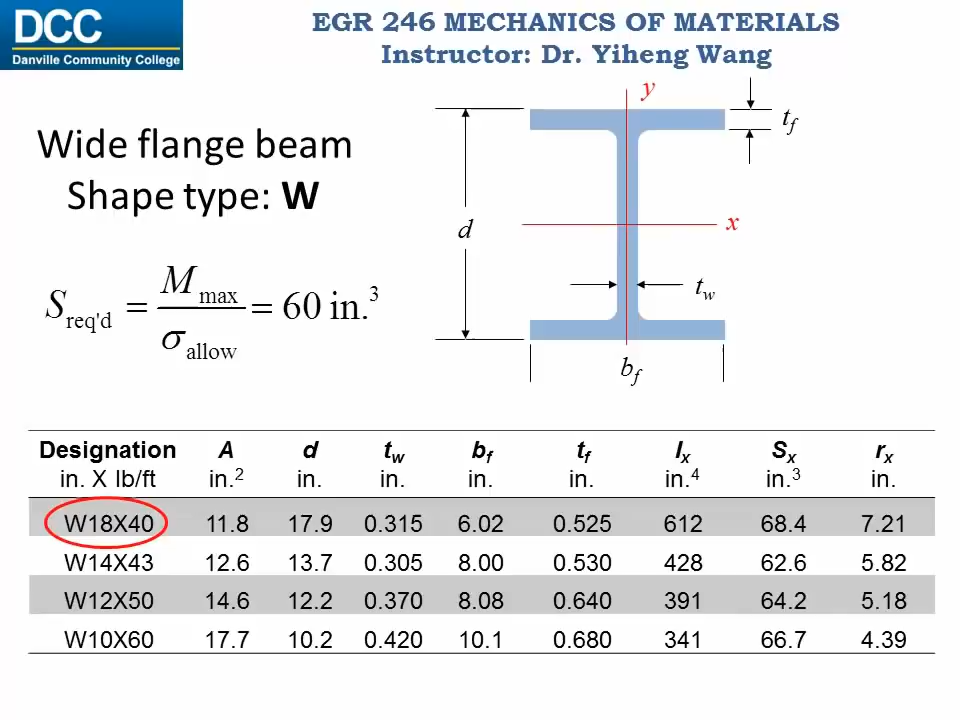 DCC
Danville Community College
EGR 246 MECHANICS OF MATERIALS
Instructor: Dr. Yiheng Wang
Wide flange beam
Shape type: W
S req'd = M max / σ allow = 60 in.³
y
t_f
x
d
t_w
b_f
Designation A d t_w b_f t_f I_x S_x r_x
in. X lb/ft in.² in. in. in. in. in.⁴ in.³ in.
W18X40 11.8 17.9 0.315 6.02 0.525 612 68.4 7.21
W14X43 12.6 13.7 0.305 8.00 0.530 428 62.6 5.82
W12X50 14.6 12.2 0.370 8.08 0.640 391 64.2 5.18
W10X60 17.7 10.2 0.420 10.1 0.680 341 66.7 4.39